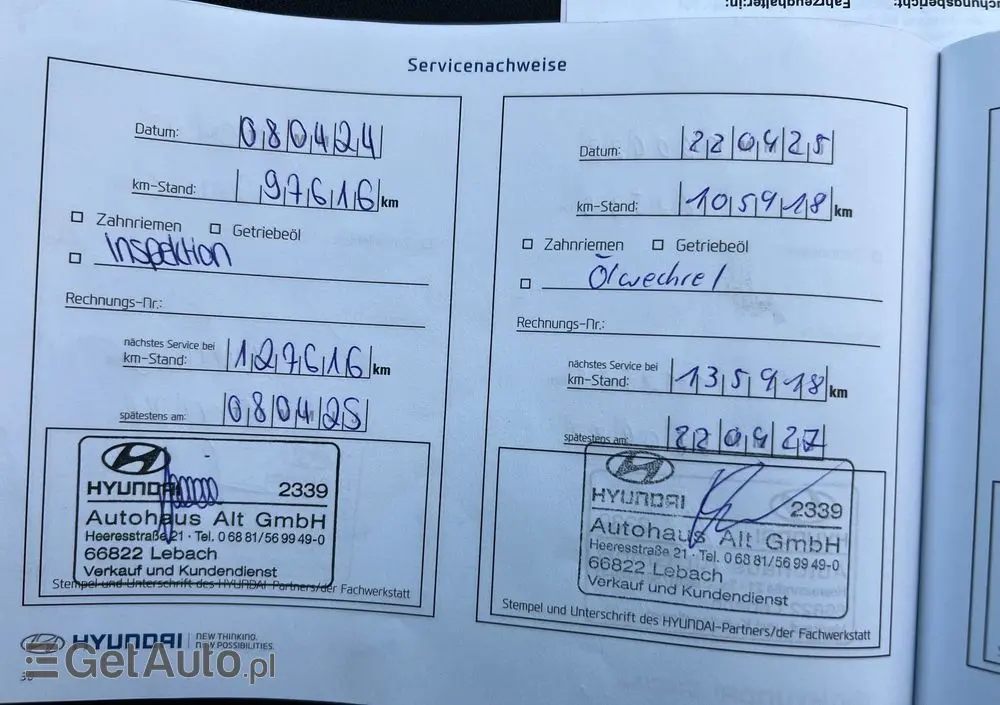 Fahrzeughalter:in:
Servicenachweise
Datum: 080424
km-Stand: 97616 km
Zahnriemen Getriebeöl
Inspektion
Rechnungs-Nr.:
nächstes Service bei
km-Stand: 127616 km
spätestens am: 080425
HYUNDAI 2339
Autohaus Alt GmbH
Heeresstraße 21 · Tel. 0 68 81/56 99 49-0
66822 Lebach
Verkauf und Kundendienst
Stempel und Unterschrift des HYUNDAI-Partners/der Fachwerkstatt
Datum: 220425
km-Stand: 105918 km
Zahnriemen Getriebeöl
Ölwechsel
Rechnungs-Nr.:
nächstes Service bei
km-Stand: 135918 km
spätestens am: 220427
HYUNDAI 2339
Autohaus Alt GmbH
Heeresstraße 21 · Tel. 0 68 81/56 99 49-0
66822 Lebach
Verkauf und Kundendienst
Stempel und Unterschrift des HYUNDAI-Partners/der Fachwerkstatt
HYUNDAI NEW THINKING.
NEW POSSIBILITIES.
GetAuto.pl